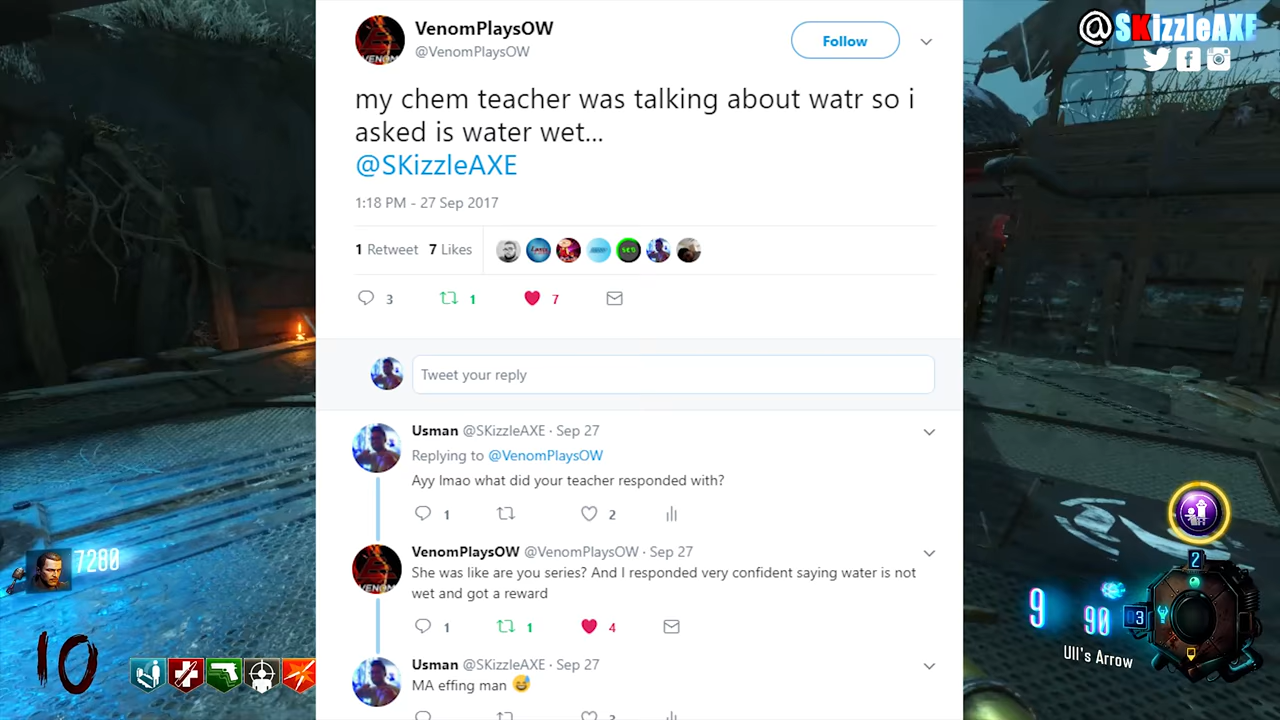 @SKizzleAXE
VenomPlaysOW
@VenomPlaysOW
Follow
my chem teacher was talking about watr so i
asked is water wet...
@SKizzleAXE
1:18 PM - 27 Sep 2017
1 Retweet 7 Likes
3 1 7
Tweet your reply
Usman @SKizzleAXE · Sep 27
Replying to @VenomPlaysOW
Ayy lmao what did your teacher responded with?
1 2
VenomPlaysOW @VenomPlaysOW · Sep 27
She was like are you series? And I responded very confident saying water is not
wet and got a reward
1 1 4
Usman @SKizzleAXE · Sep 27
MA effing man 😅
7280
10
2
9 90 3
Ull's Arrow